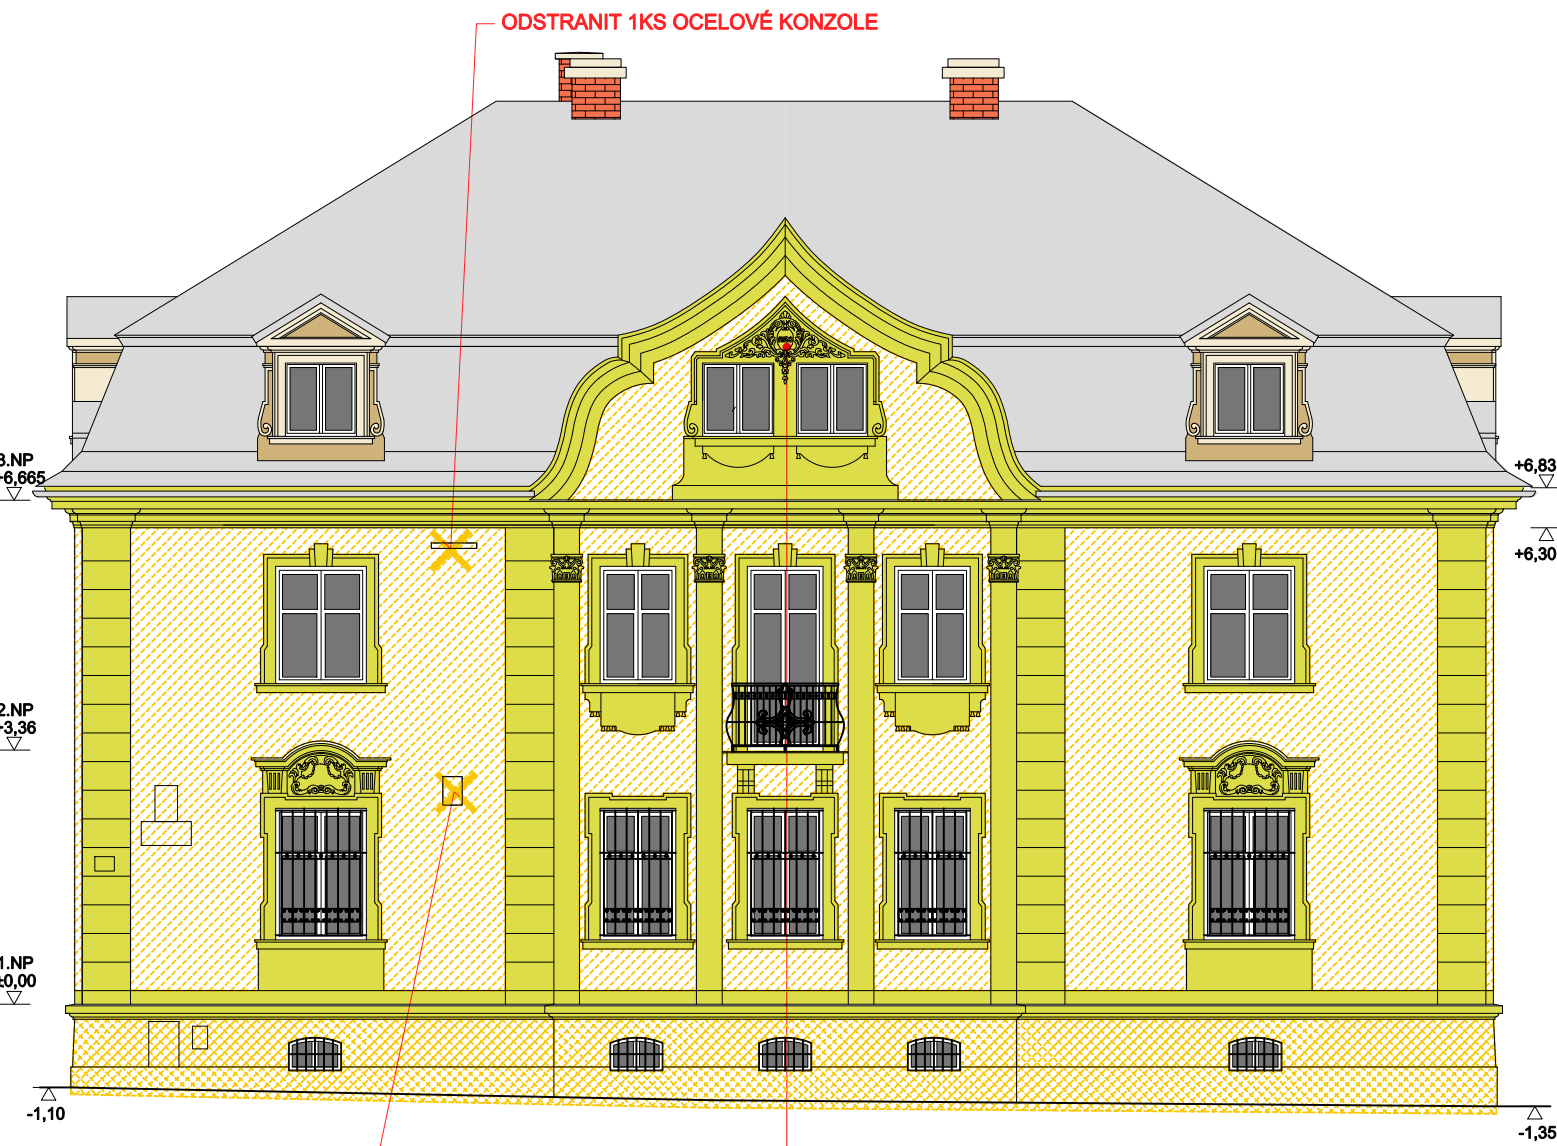 ODSTRANIT 1KS OCELOVÉ KONZOLE
3.NP
+6,665
+6,83
+6,30
2.NP
+3,36
1.NP
±0,00
-1,10
-1,35